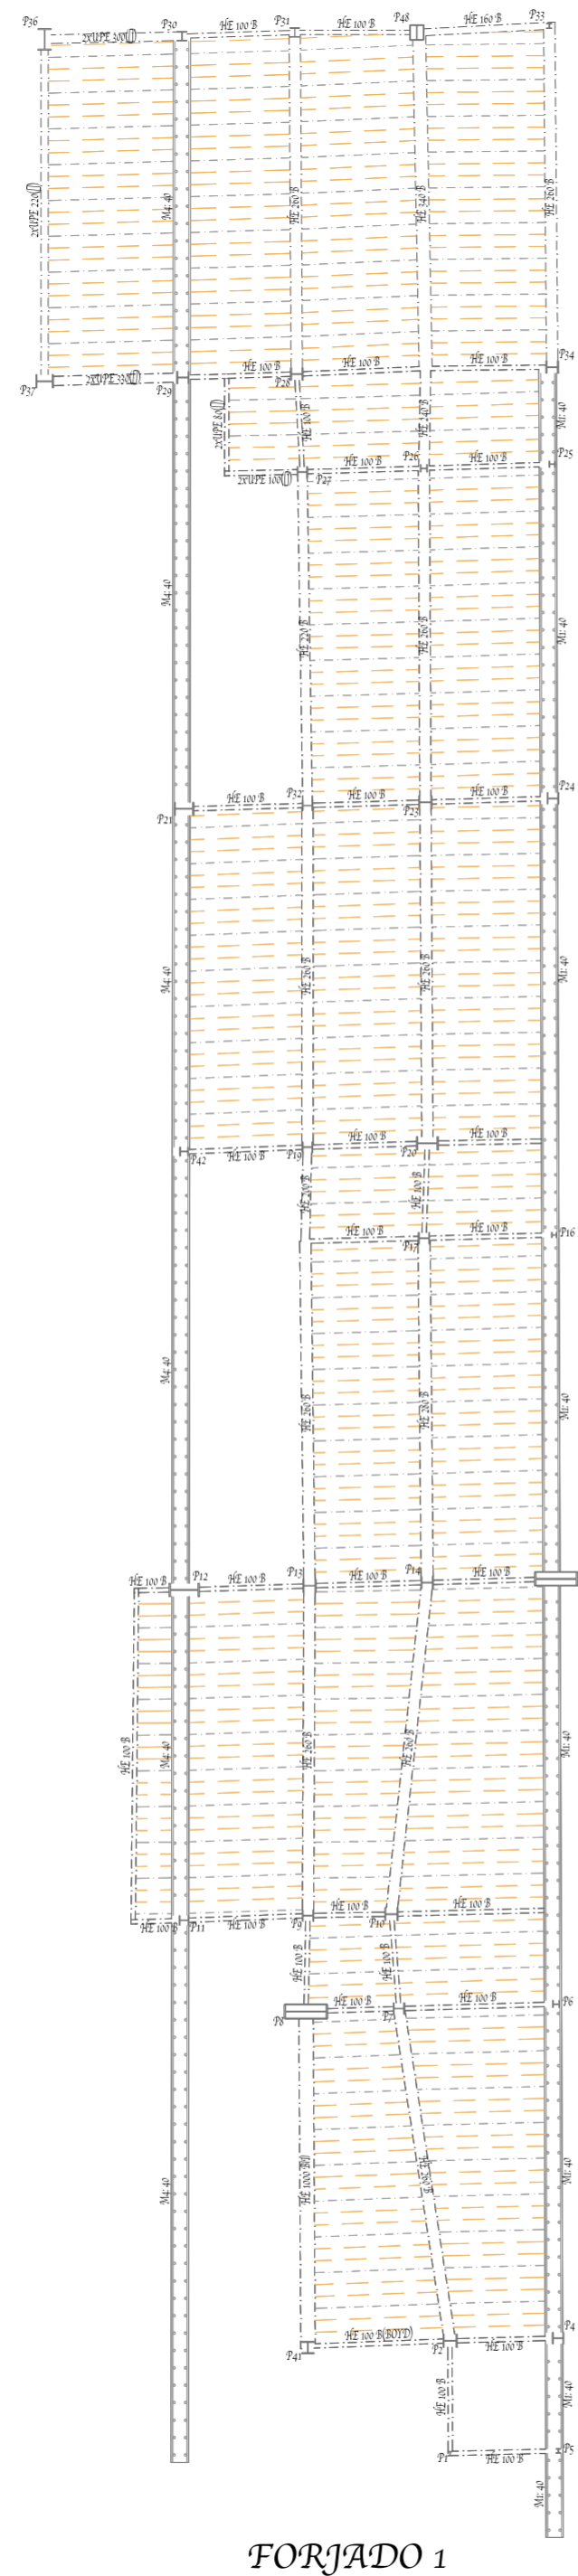 P36 P30 P31 P48 P33
2xUPE 300([]) HE 100 B HE 100 B HE 160 B
2xUPE 220([]) M4: 40 HE 260 B HE 340 B HE 260 B
P34
P37 2xUPE 330([]) P29 HE 100 B P28 HE 100 B HE 100 B
2xUPE 80([]) HE 100 B HE 240 B M1: 40
P26 P25
2xUPE 100([]) P27 HE 100 B HE 100 B
M4: 40 HE 260 B M1: 40
P21 HE 100 B P32 HE 100 B P23 HE 100 B P24
M4: 40 HE 260 B HE 260 B M1: 40
P42 HE 100 B P19 HE 100 B P20 HE 100 B
HE 100 B
HE 100 B P17 HE 100 B P16
M4: 40 HE 260 B HE 280 B M1: 40
HE 100 B P12 HE 100 B P13 HE 100 B P14 HE 100 B
HE 100 B M4: 40 HE 260 B HE 260 B M1: 40
HE 100 B P11 HE 100 B P9 HE 100 B P10 HE 100 B
HE 100 B HE 100 B
P8 HE 100 B P7 HE 100 B P6
M4: 40 M1: 40
P41 HE 100 B(BOYD) P2 HE 100 B P4
HE 100 B M1: 40
P1 HE 100 B P5
M1: 40
FORJADO 1